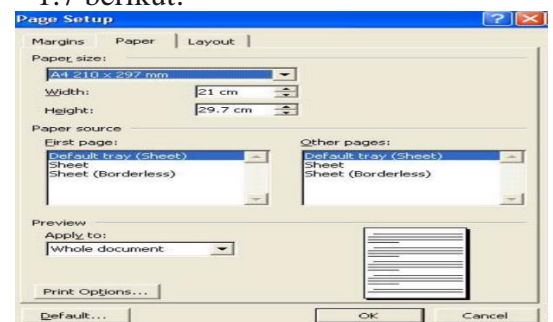 1.7 berikut:
Page Setup
Margins Paper Layout
Paper size:
A4 210 x 297 mm
Width: 21 cm
Height: 29.7 cm
Paper source
First page: Other pages:
Default tray (Sheet) Default tray (Sheet)
Sheet Sheet
Sheet (Borderless) Sheet (Borderless)
Preview
Apply to:
Whole document
Print Options...
Default... OK Cancel